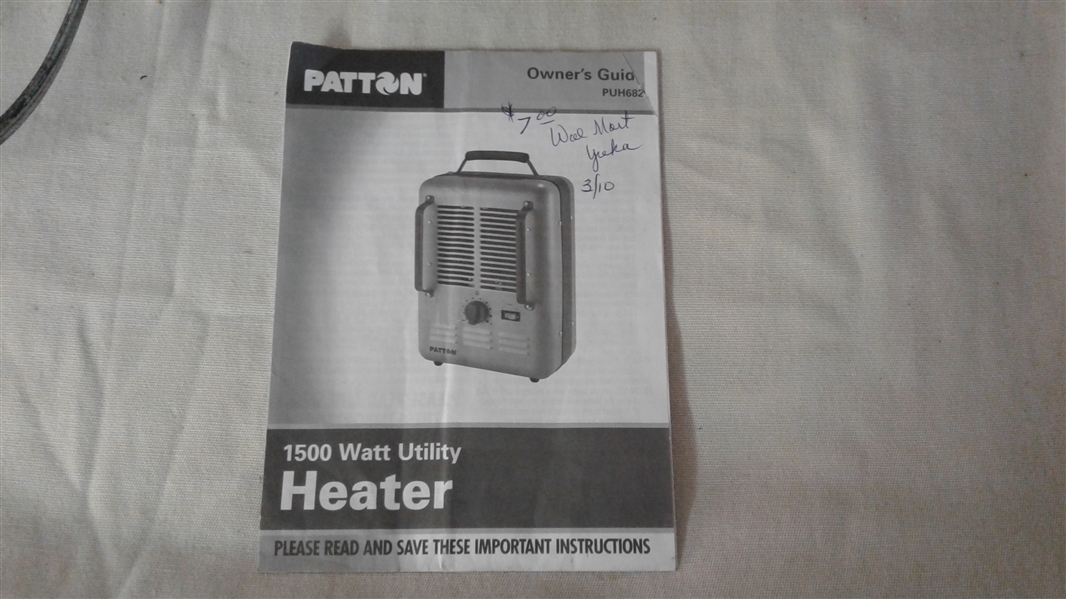 PATTON®
Owner's Guid
PUH682
$7.00
Wal Mart
Yreka
3/10
PATTON
1500 Watt Utility
Heater
PLEASE READ AND SAVE THESE IMPORTANT INSTRUCTIONS